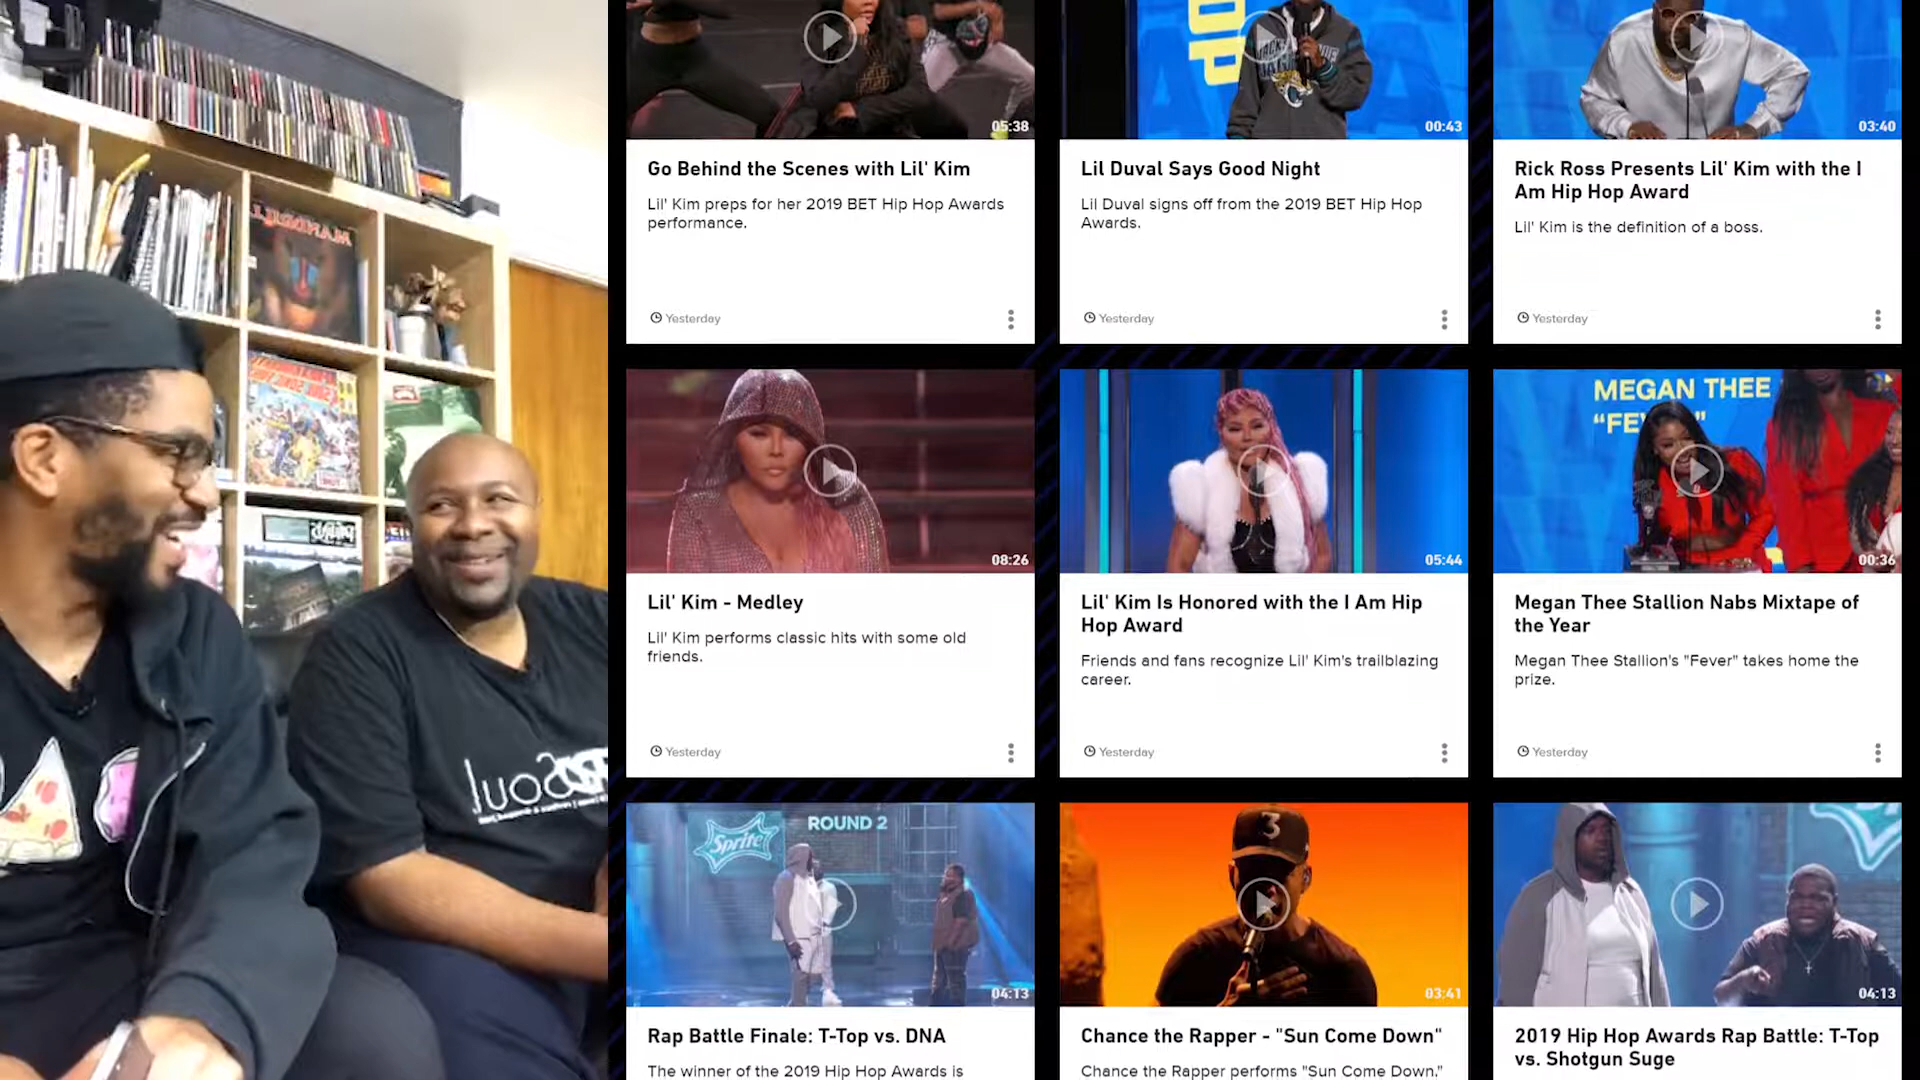 05:38
Go Behind the Scenes with Lil' Kim
Lil' Kim preps for her 2019 BET Hip Hop Awards
performance.
Yesterday
00:43
Lil Duval Says Good Night
Lil Duval signs off from the 2019 BET Hip Hop
Awards.
Yesterday
03:40
Rick Ross Presents Lil' Kim with the I
Am Hip Hop Award
Lil' Kim is the definition of a boss.
Yesterday
08:26
Lil' Kim - Medley
Lil' Kim performs classic hits with some old
friends.
Yesterday
05:44
Lil' Kim Is Honored with the I Am Hip
Hop Award
Friends and fans recognize Lil' Kim's trailblazing
career.
Yesterday
MEGAN THEE
00:36
Megan Thee Stallion Nabs Mixtape of
the Year
Megan Thee Stallion's "Fever" takes home the
prize.
Yesterday
Sprite
ROUND 2
04:13
Rap Battle Finale: T-Top vs. DNA
The winner of the 2019 Hip Hop Awards is
3
03:41
Chance the Rapper - "Sun Come Down"
Chance the Rapper performs "Sun Come Down."
04:13
2019 Hip Hop Awards Rap Battle: T-Top
vs. Shotgun Suge
Soul